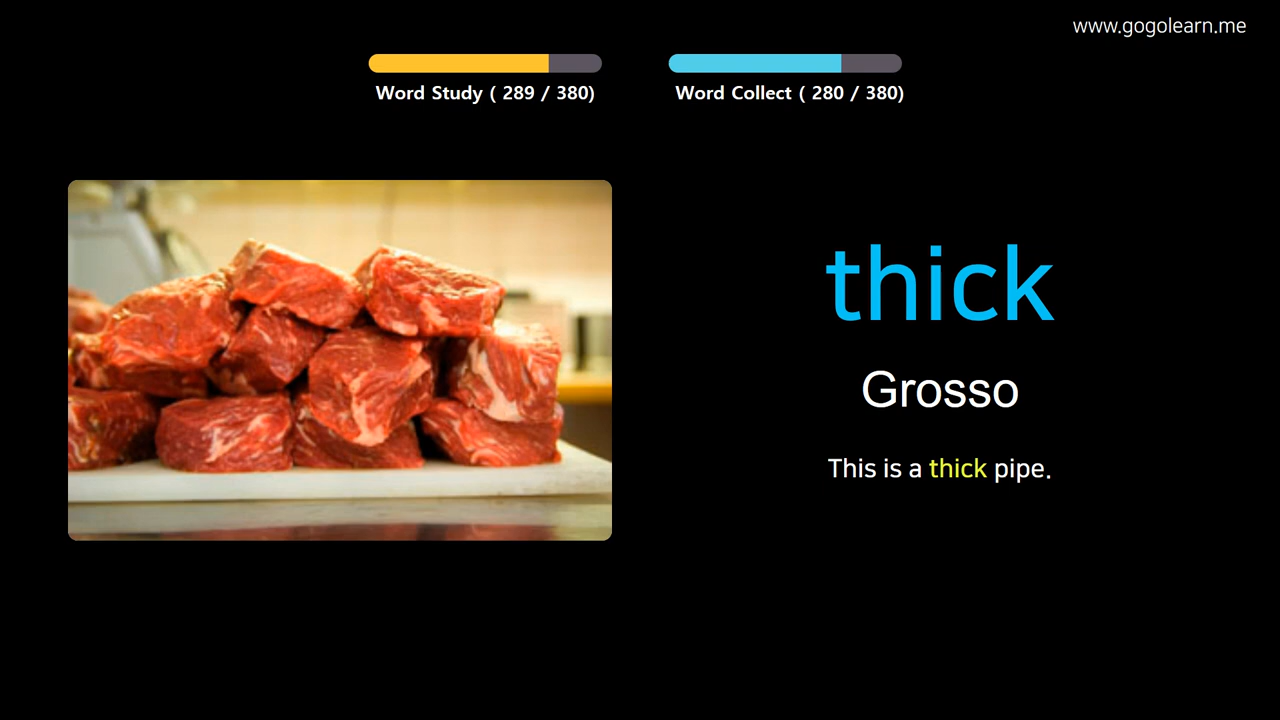 www.gogolearn.me
Word Study ( 289 / 380)
Word Collect ( 280 / 380)
thick
Grosso
This is a thick pipe.